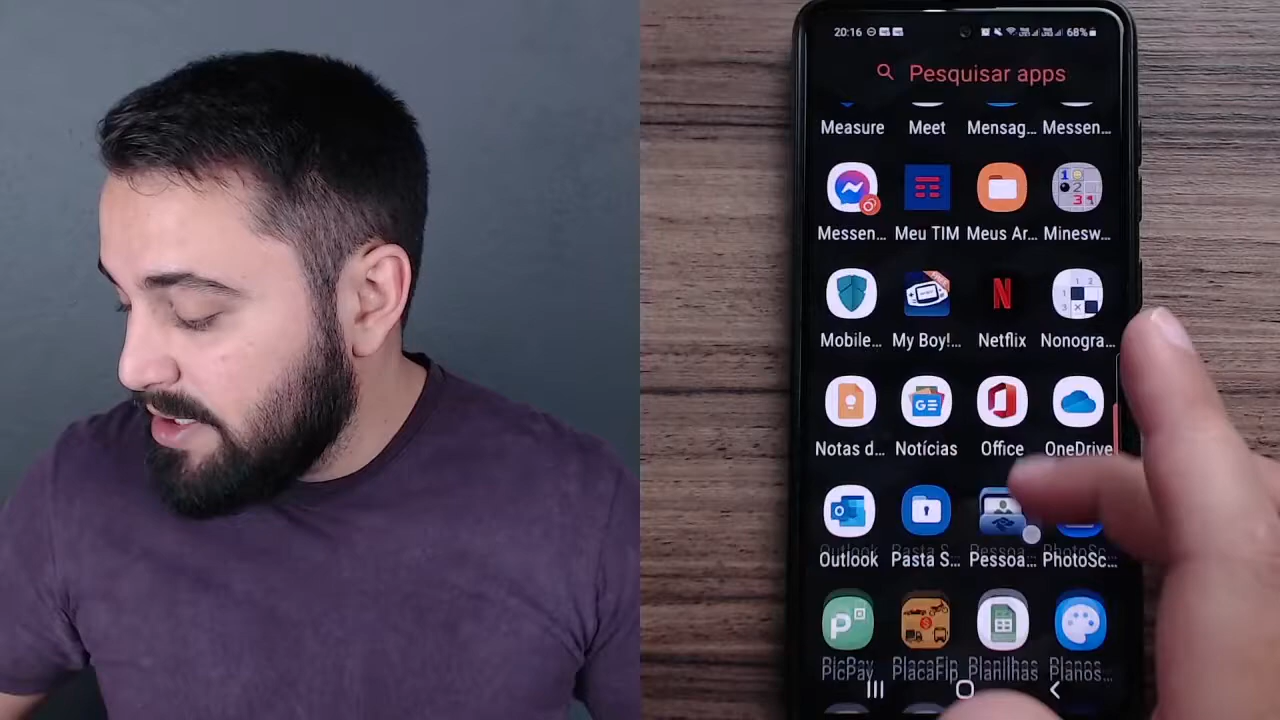 20:16 68%
Pesquisar apps
Measure Meet Mensag... Messen...
Messen... Meu TIM Meus Ar... Minesw...
Mobile... My Boy!... Netflix Nonogra...
Notas d... Notícias Office OneDrive
Outlook Pasta S... Pessoa... PhotoSc...
PicPay PlacaFip Planilhas Planos...